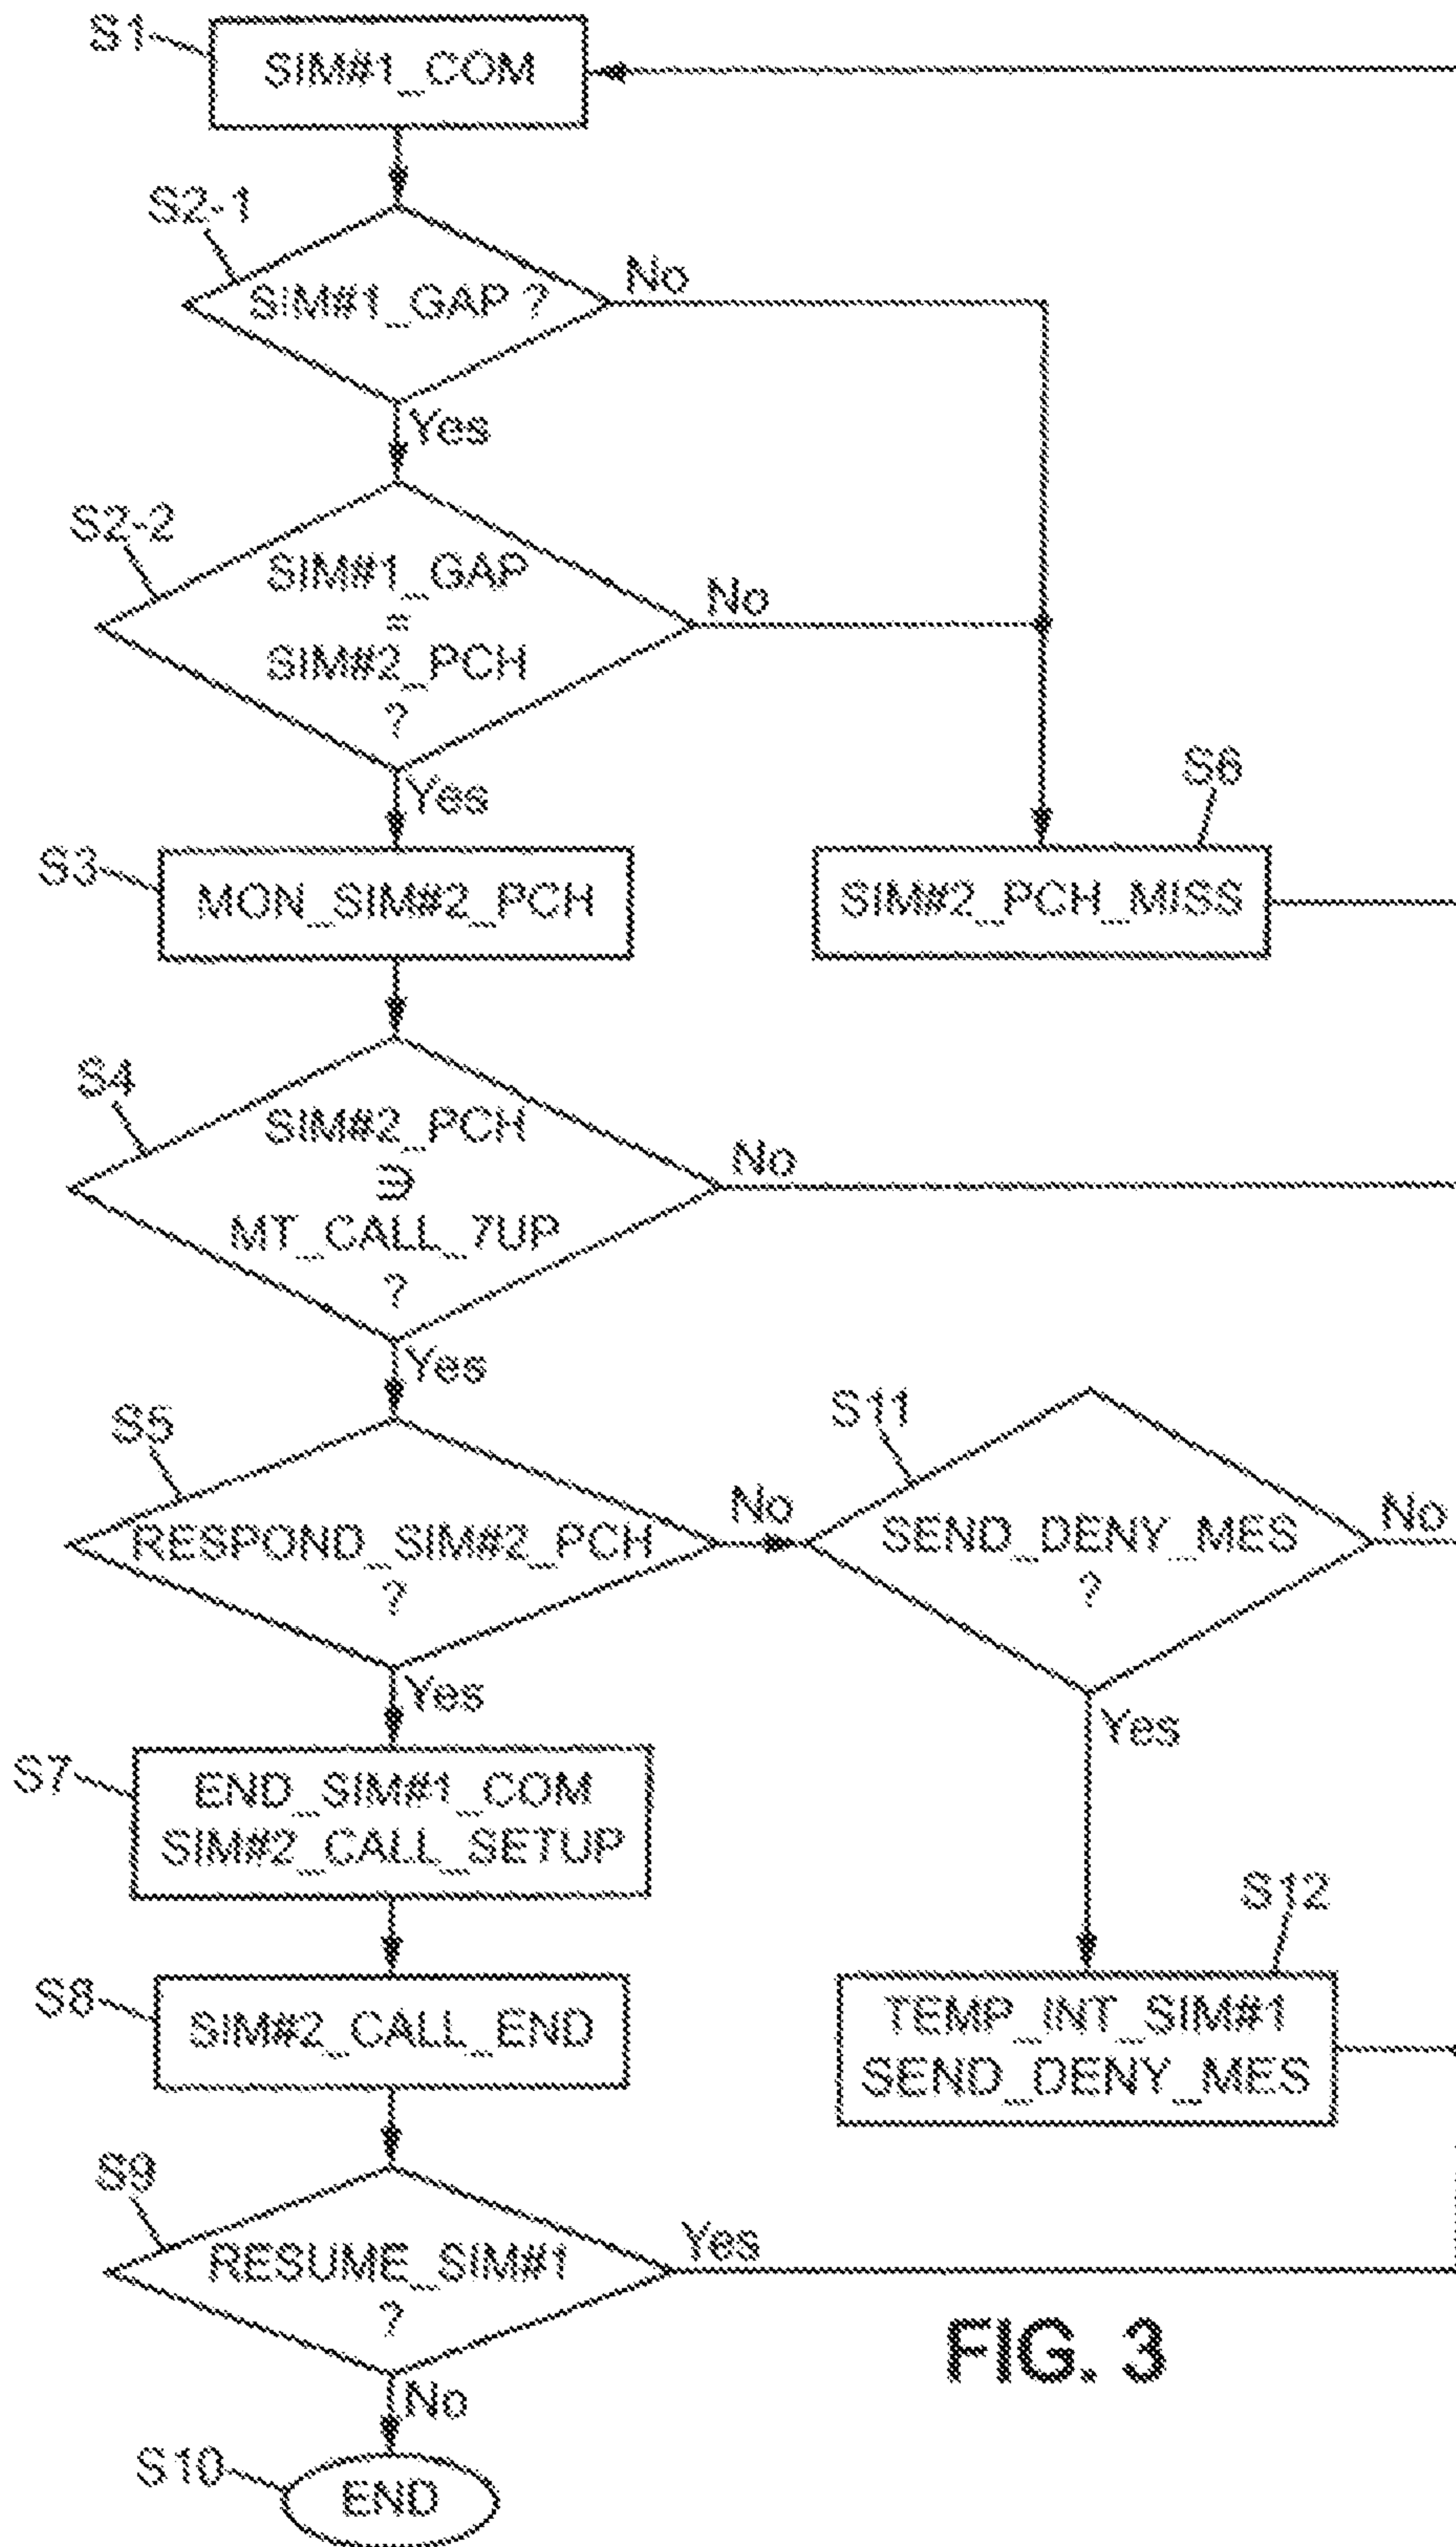 S1
SIM#1_COM
S2-1
SIM#1_GAP ?
No
Yes
S2-2
SIM#1_GAP
=
SIM#2_PCH
?
No
Yes
S6
S3
MON_SIM#2_PCH
SIM#2_PCH_MISS
S4
SIM#2_PCH
∋
MT_CALL_7UP
?
No
Yes
S5
RESPOND_SIM#2_PCH
?
No
S11
SEND_DENY_MES
?
No
Yes
Yes
S7
END_SIM#1_COM
SIM#2_CALL_SETUP
S12
S8
SIM#2_CALL_END
TEMP_INT_SIM#1
SEND_DENY_MES
S9
RESUME_SIM#1
?
Yes
FIG. 3
No
S10
END